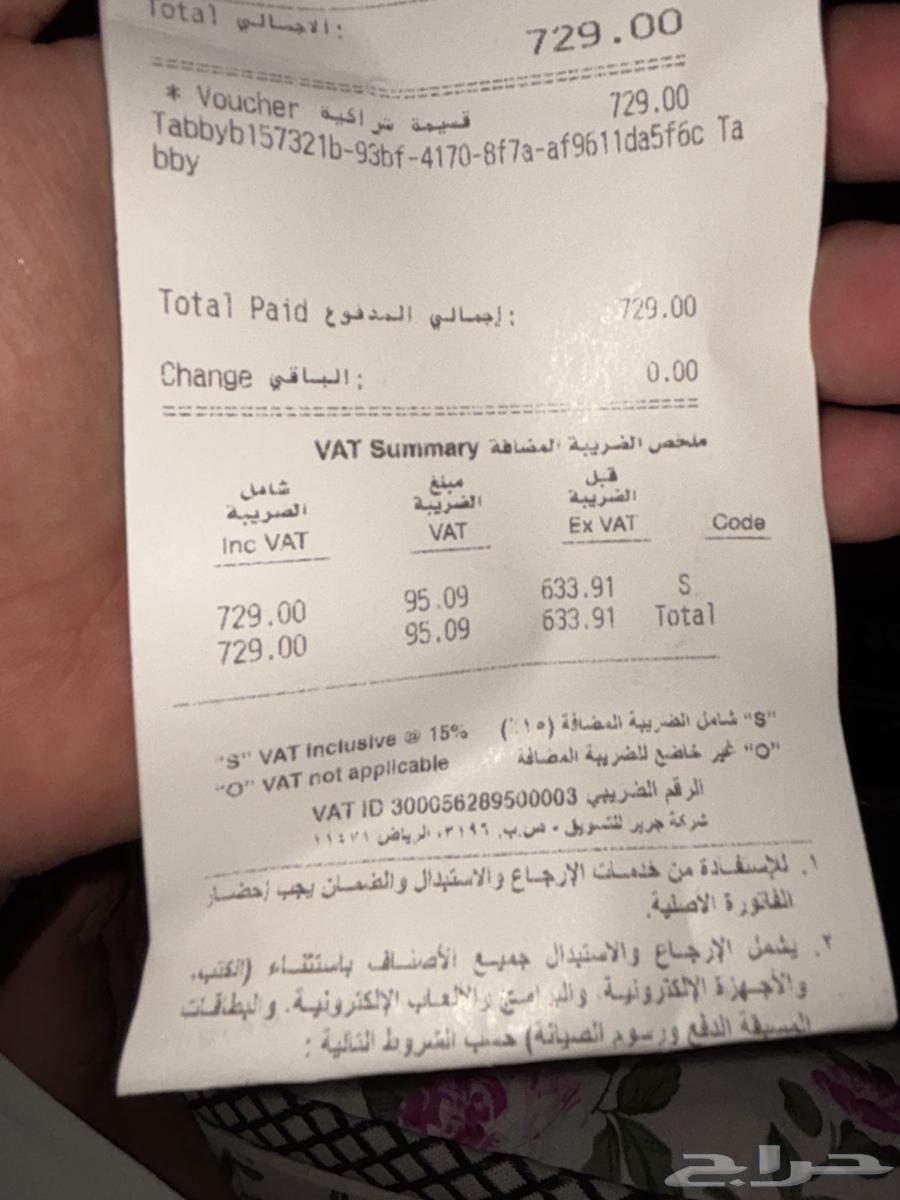 Total الاجمالي: 729.00
* Voucher قسيمة شراكية 729.00
Tabbyb157321b-93bf-4170-8f7a-af9611da5f6c Ta
bby
Total Paid إجمالي المدفوع: 729.00
Change الباقي: 0.00
VAT Summary ملخص الضريبة المضافة
شامل الضريبة مبلغ الضريبة قبل الضريبة
Inc VAT VAT Ex VAT Code
729.00 95.09 633.91 S
729.00 95.09 633.91 Total
"S" VAT Inclusive @ 15% "S" شامل الضريبة المضافة (١٥٪)
"O" VAT not applicable "O" غير خاضع للضريبة المضافة
VAT ID 300056289500003 الرقم الضريبي
شركة جرير للتسويق - ص.ب. ٣١٩٦، الرياض ١١٤٧١
١. للإستفادة من خدمات الإرجاع والاستبدال والضمان يجب إحضار
الفاتورة الأصلية.
٢. يشمل الإرجاع والاستبدال جميع الأصناف باستثناء (الكتب،
والأجهزة الإلكترونية، والبرامج والألعاب الإلكترونية، والبطاقات
المسبقة الدفع ورسوم الصيانة) حسب الشروط التالية :
حراج